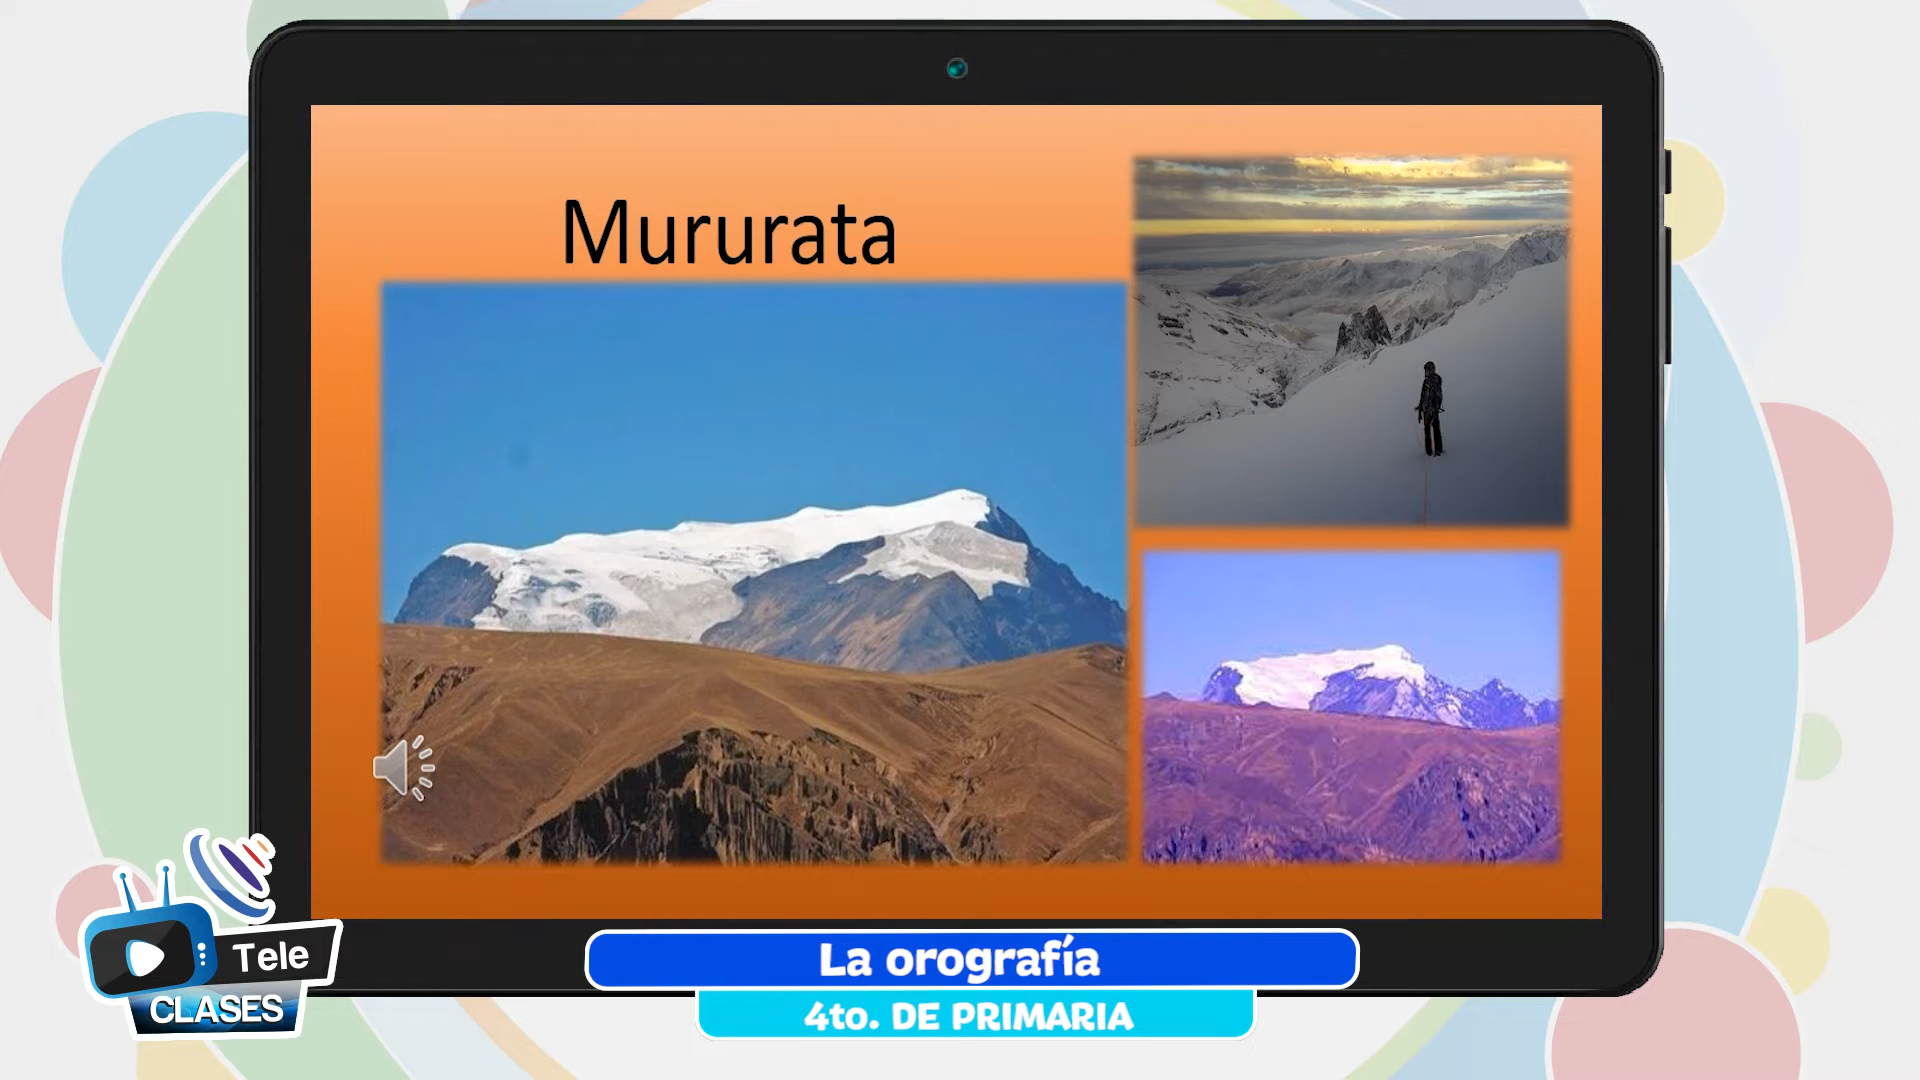 Mururata
La orografía
4to. DE PRIMARIA
Tele
CLASES